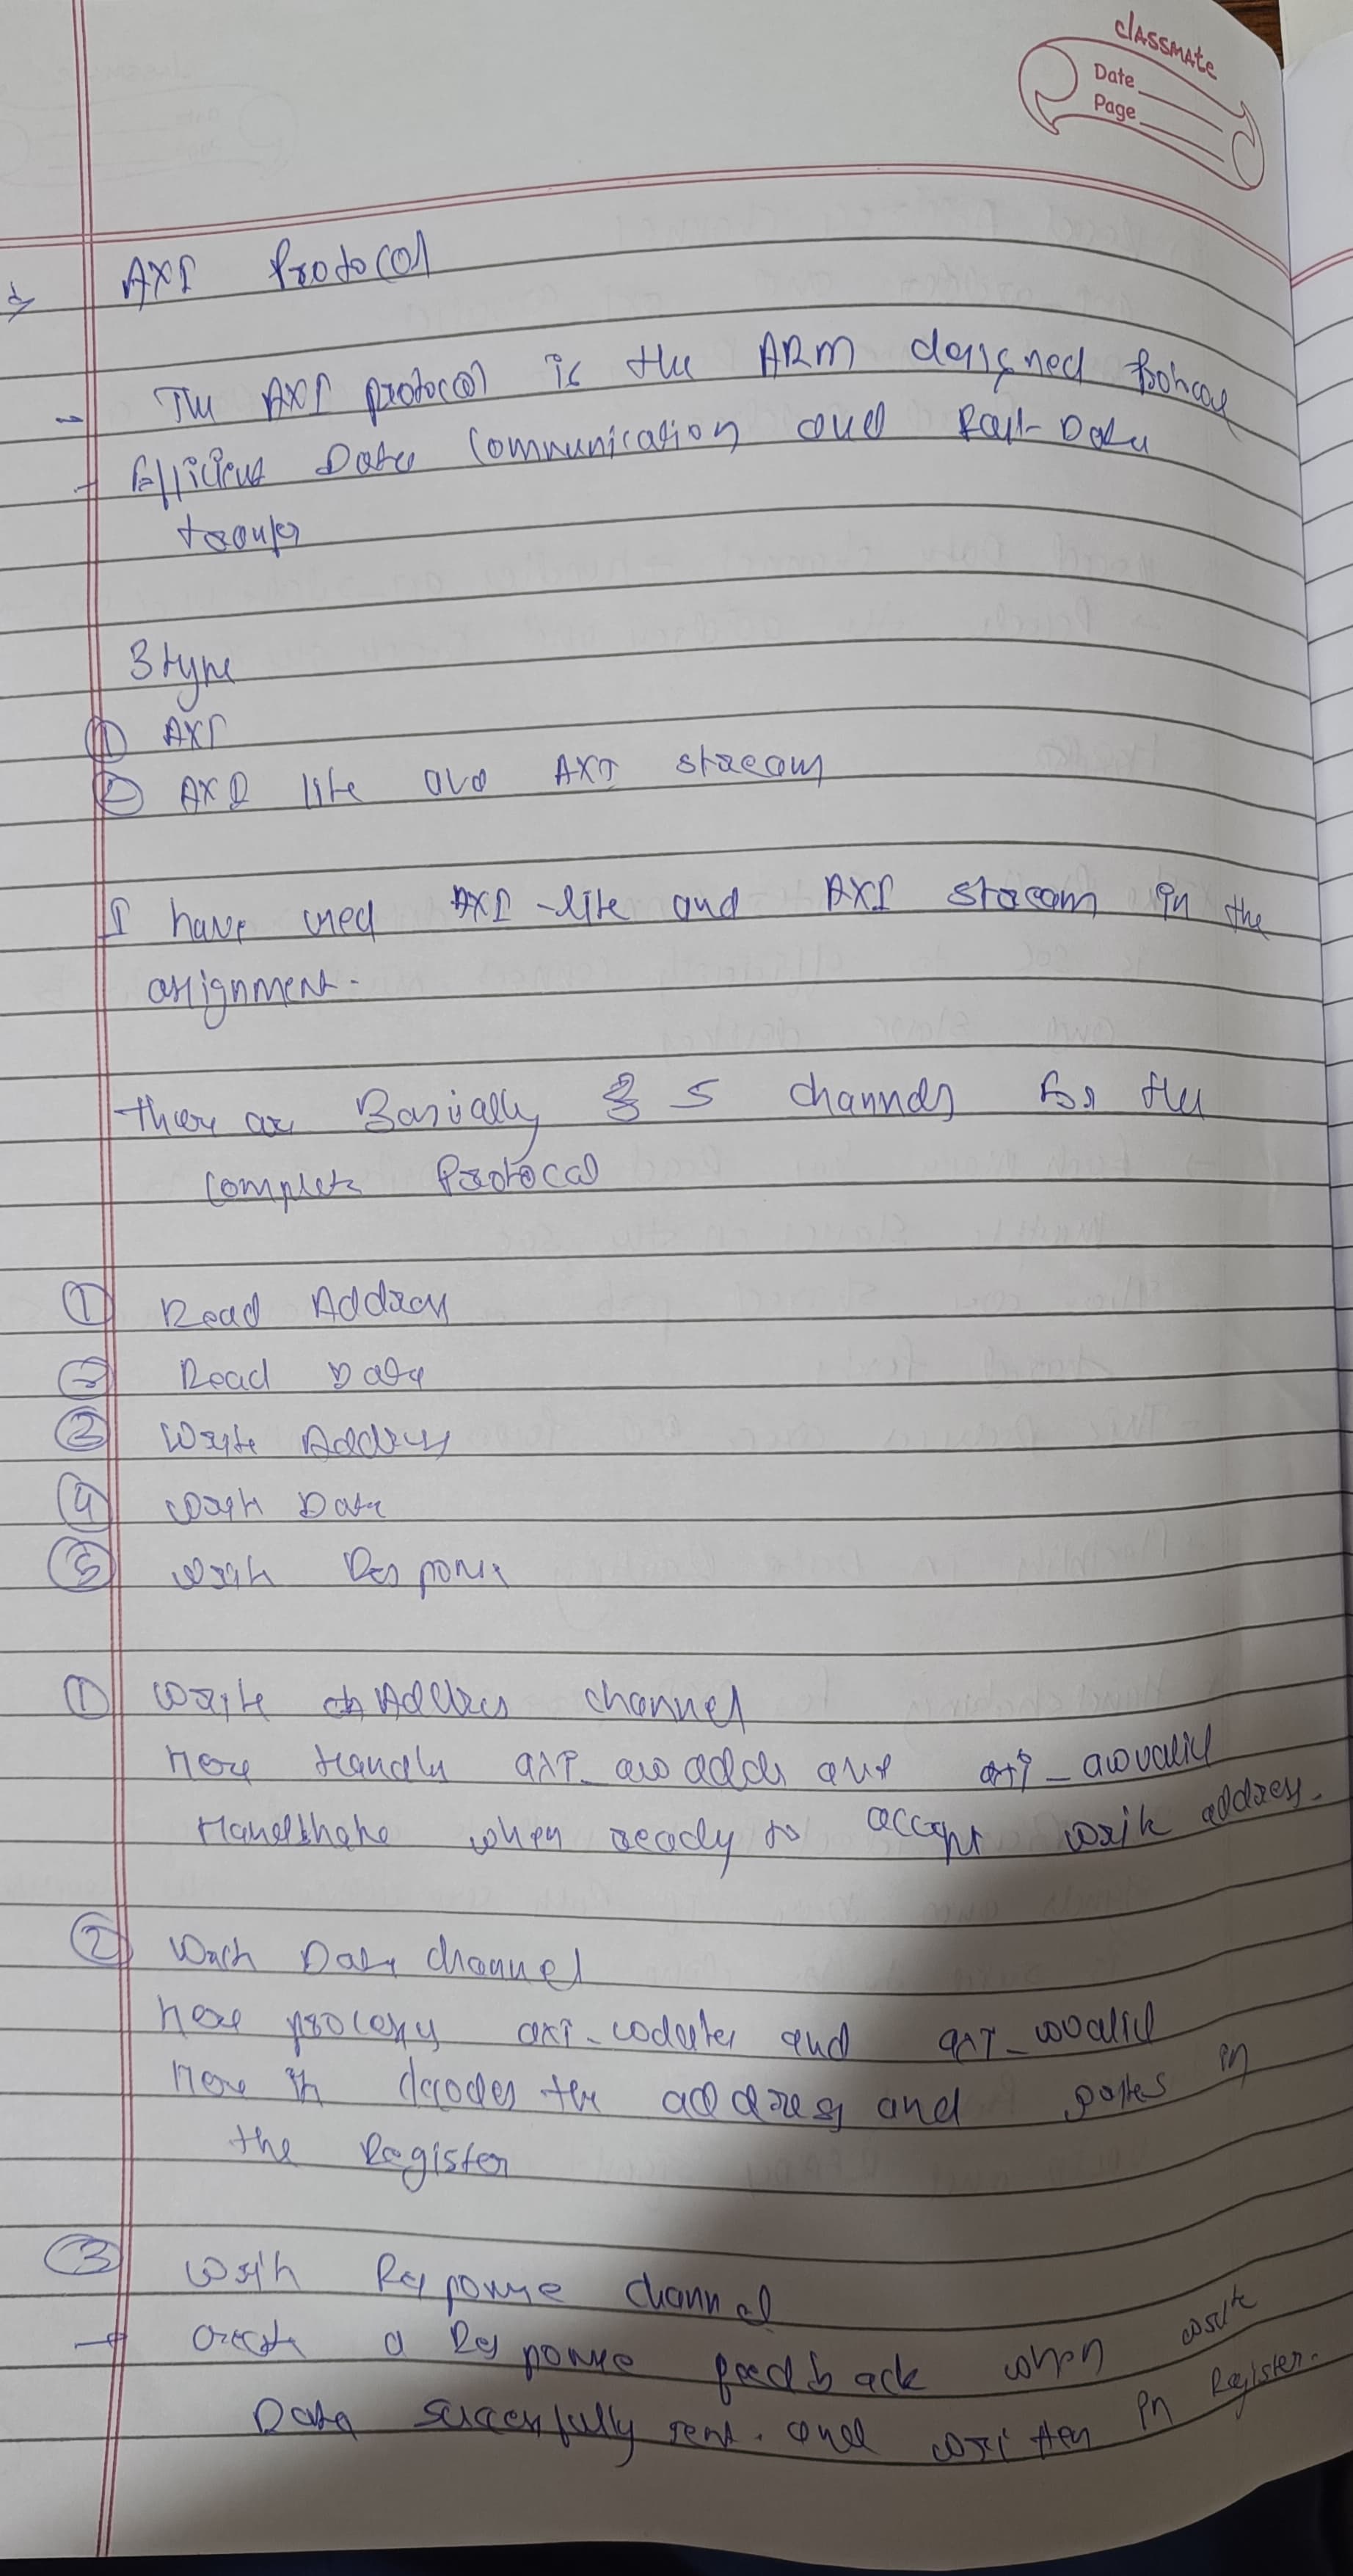 classmate
Date
Page
AXI Protocol
- The AXI protocol is the ARM designed
Efficient Data Communication and Fast Data
transfer
3 type
① AXI
② AXI lite and AXI stream
I have used AXI -lite and AXI stream in the
assignment.
there are Basically 5 channels for the
complete Protocol
① Read Address
② Read Data
③ Write Address
④ Write Data
⑤ write Response
① Write Address channel
here Handles axi_awaddr and axi_awvalid
Handshake when ready to accept write address.
② Write Data channel
here process axi_wdata and axi_wvalid
here it decodes the address and in
the Register
③ Write Response channel
→ create a Response feedback when write
Data successfully sent. and written in Register.